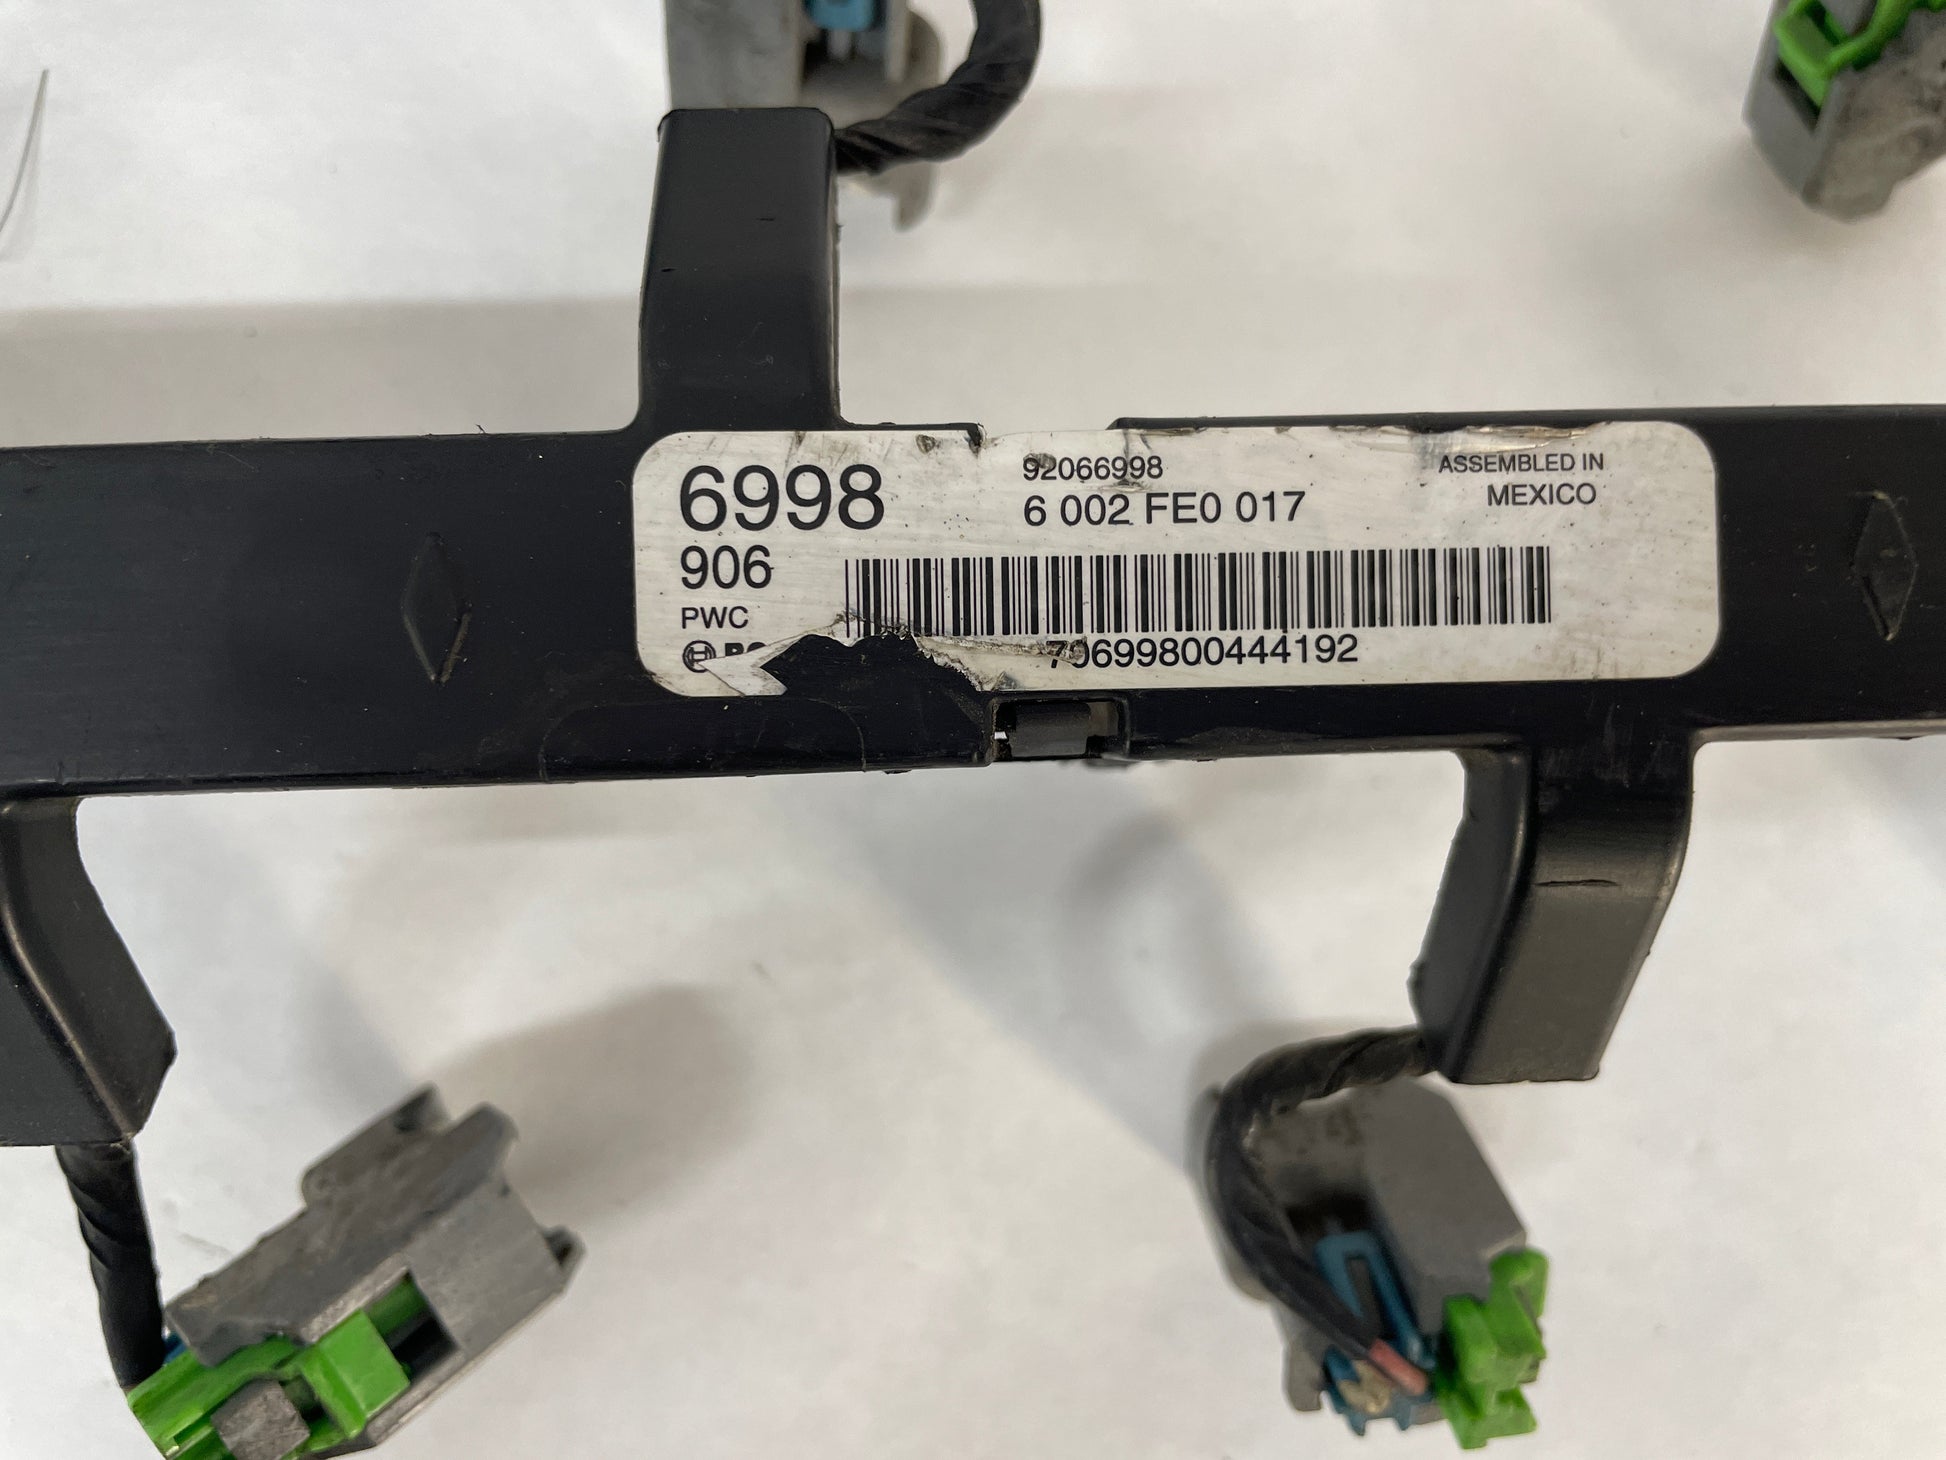 6998
92066998
6 002 FE0 017
ASSEMBLED IN
MEXICO
906
PWC
70699800444192